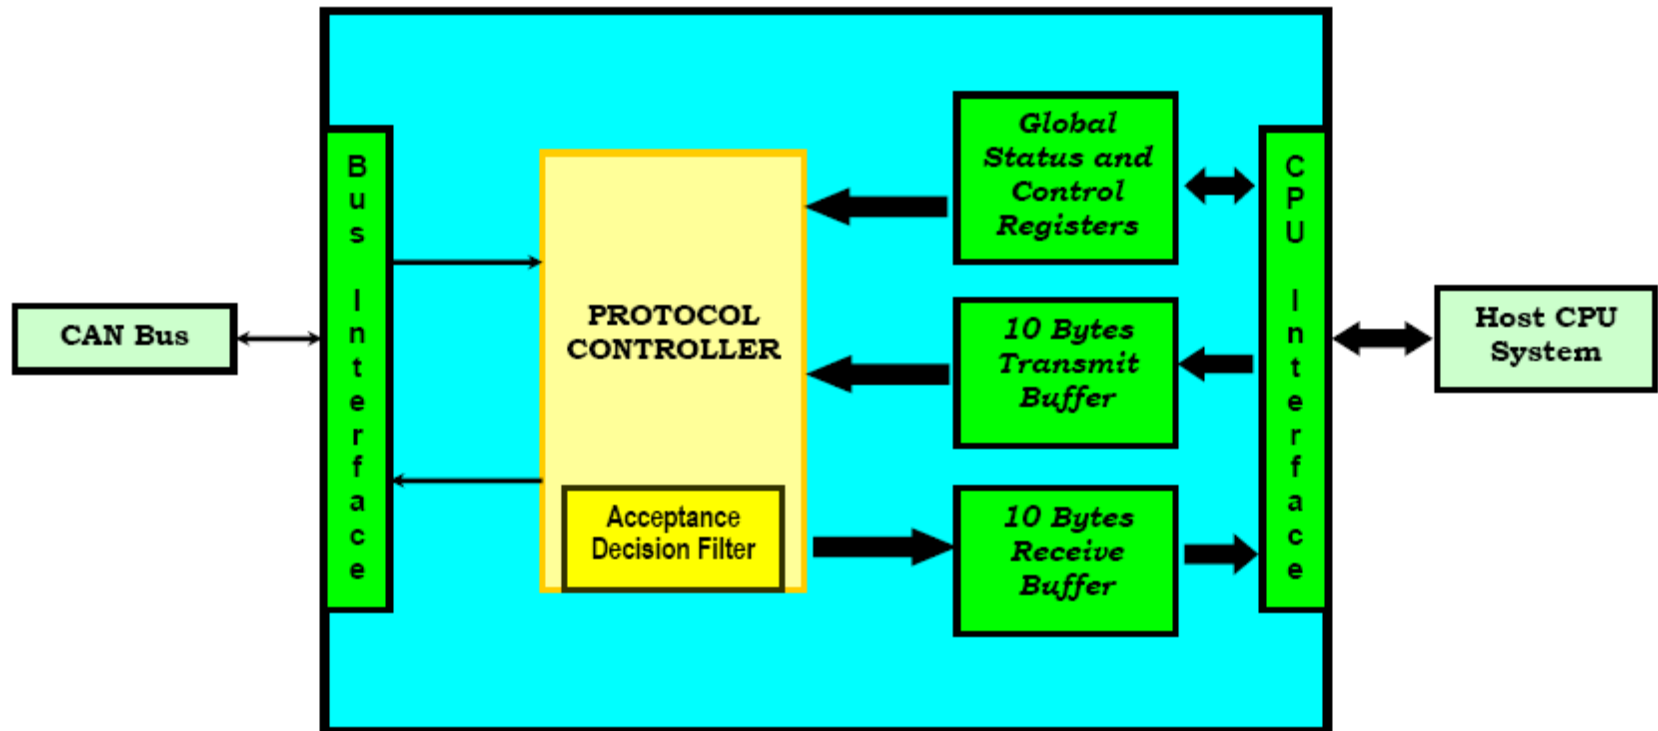 CAN Bus
Bus Interface
PROTOCOL
CONTROLLER
Acceptance
Decision Filter
Global
Status and
Control
Registers
10 Bytes
Transmit
Buffer
10 Bytes
Receive
Buffer
CPU Interface
Host CPU
System